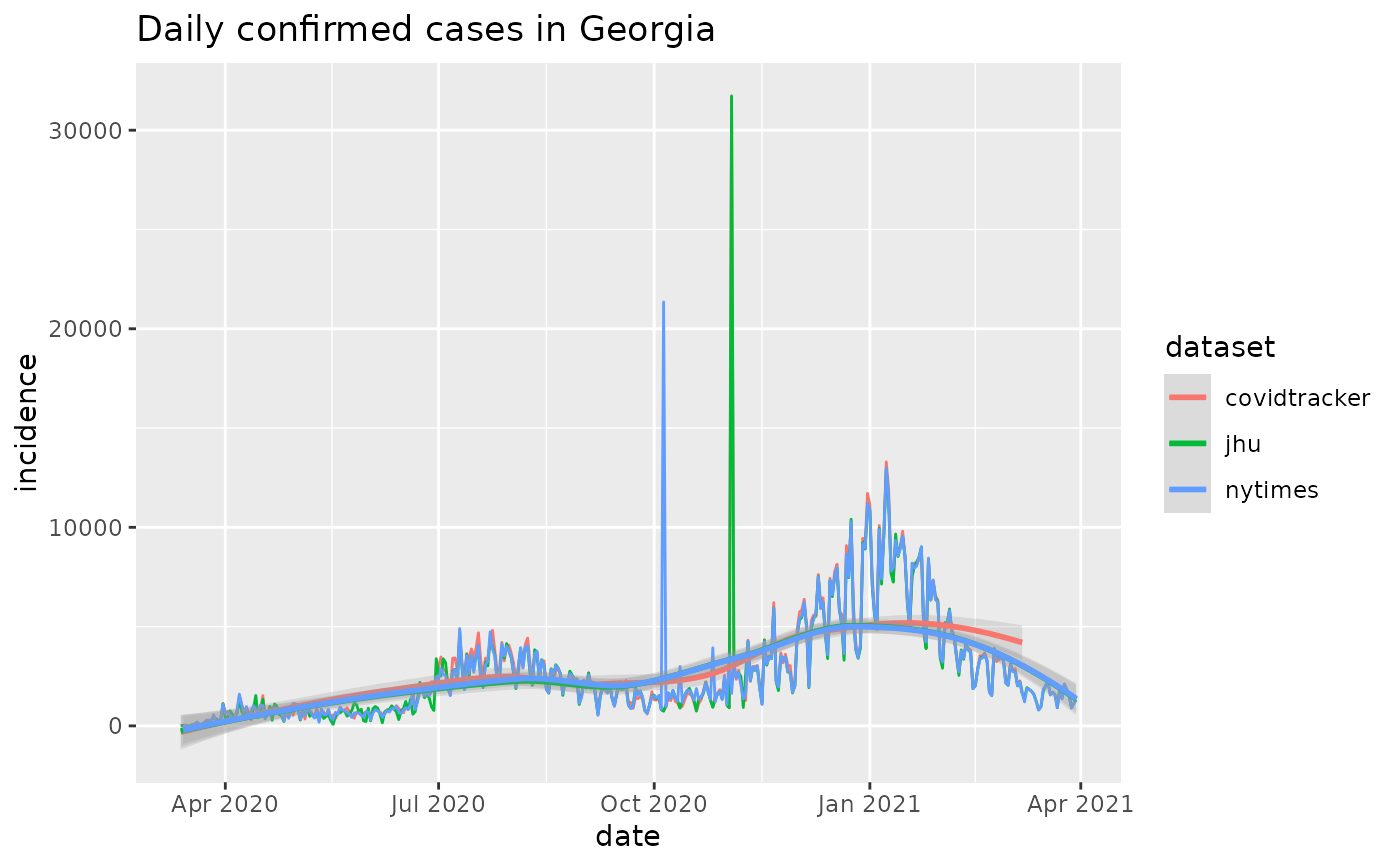 Daily confirmed cases in Georgia
incidence
30000
20000
10000
0
Apr 2020
Jul 2020
Oct 2020
Jan 2021
Apr 2021
date
dataset
covidtracker
jhu
nytimes